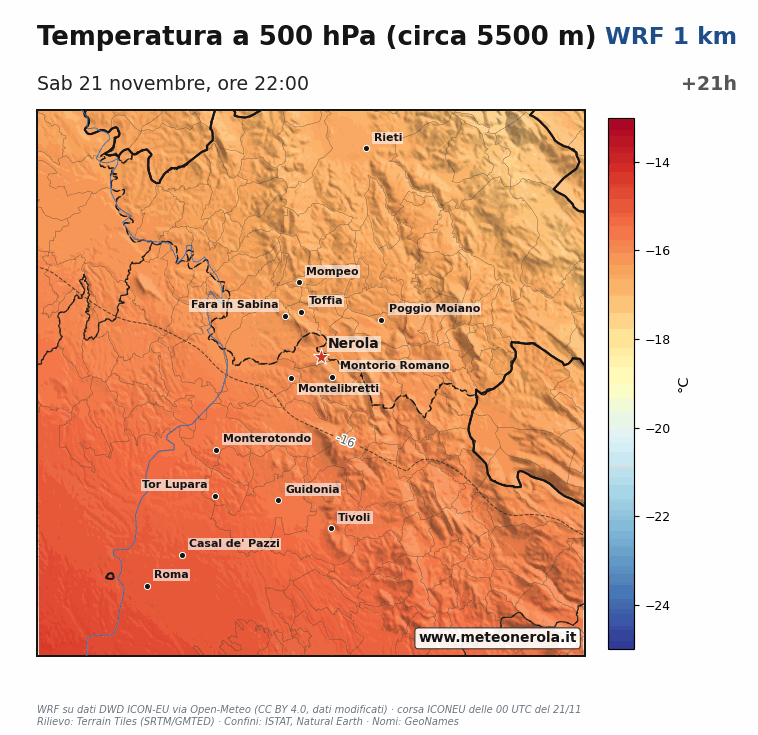 Temperatura a 500 hPa (circa 5500 m) WRF 1 km
Sab 21 novembre, ore 22:00 +21h
Rieti
Mompeo
Fara in Sabina
Toffia
Poggio Moiano
Nerola
Montorio Romano
Montelibretti
-16
Monterotondo
Tor Lupara
Guidonia
Tivoli
Casal de' Pazzi
Roma
www.meteonerola.it
−14
−16
−18
−20
−22
−24
°C
WRF su dati DWD ICON-EU via Open-Meteo (CC BY 4.0, dati modificati) · corsa ICONEU delle 00 UTC del 21/11
Rilievo: Terrain Tiles (SRTM/GMTED) · Confini: ISTAT, Natural Earth · Nomi: GeoNames